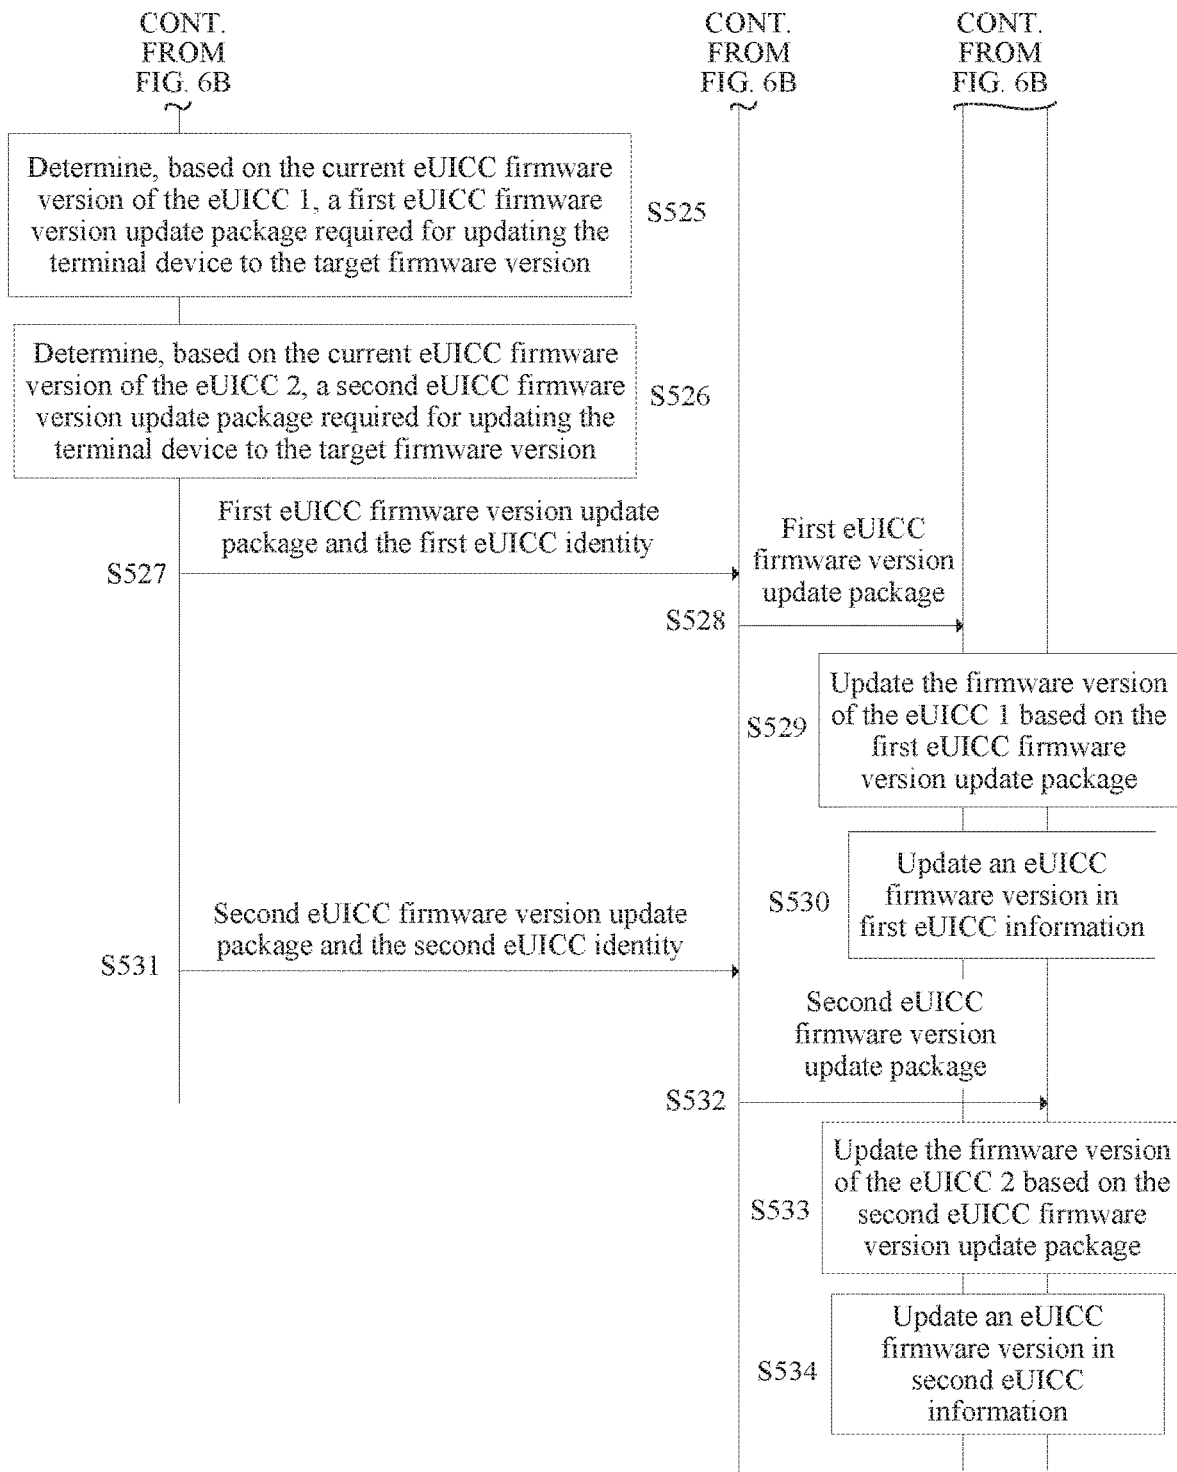 CONT.
FROM
FIG. 6B
CONT.
FROM
FIG. 6B
CONT.
FROM
FIG. 6B
Determine, based on the current eUICC firmware
version of the eUICC 1, a first eUICC firmware
version update package required for updating the
terminal device to the target firmware version
S525
Determine, based on the current eUICC firmware
version of the eUICC 2, a second eUICC firmware
version update package required for updating the
terminal device to the target firmware version
S526
First eUICC firmware version update
package and the first eUICC identity
S527
First eUICC
firmware version
update package
S528
Update the firmware version
of the eUICC 1 based on the
first eUICC firmware
version update package
S529
Update an eUICC
firmware version in
first eUICC information
S530
Second eUICC firmware version update
package and the second eUICC identity
S531
Second eUICC
firmware version
update package
S532
Update the firmware version
of the eUICC 2 based on the
second eUICC firmware
version update package
S533
Update an eUICC
firmware version in
second eUICC
information
S534